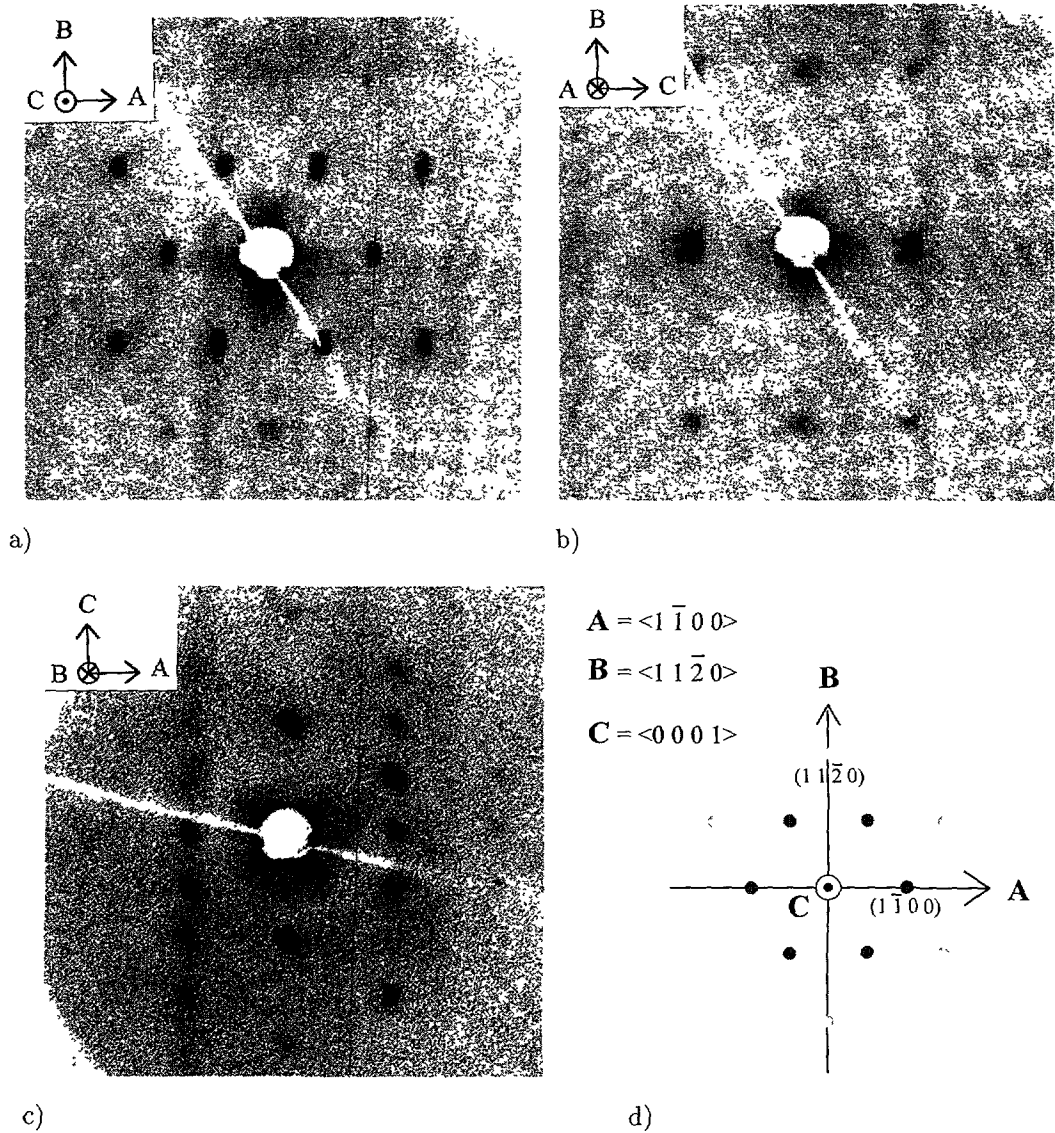 B
C A
B
A C
a)
b)
C
B A
A = <1 1̅ 0 0>
B = <1 1 2̅ 0>
C = <0 0 0 1>
B
(1 1 2̅ 0)
C
A
(1 1̅ 0 0)
c)
d)